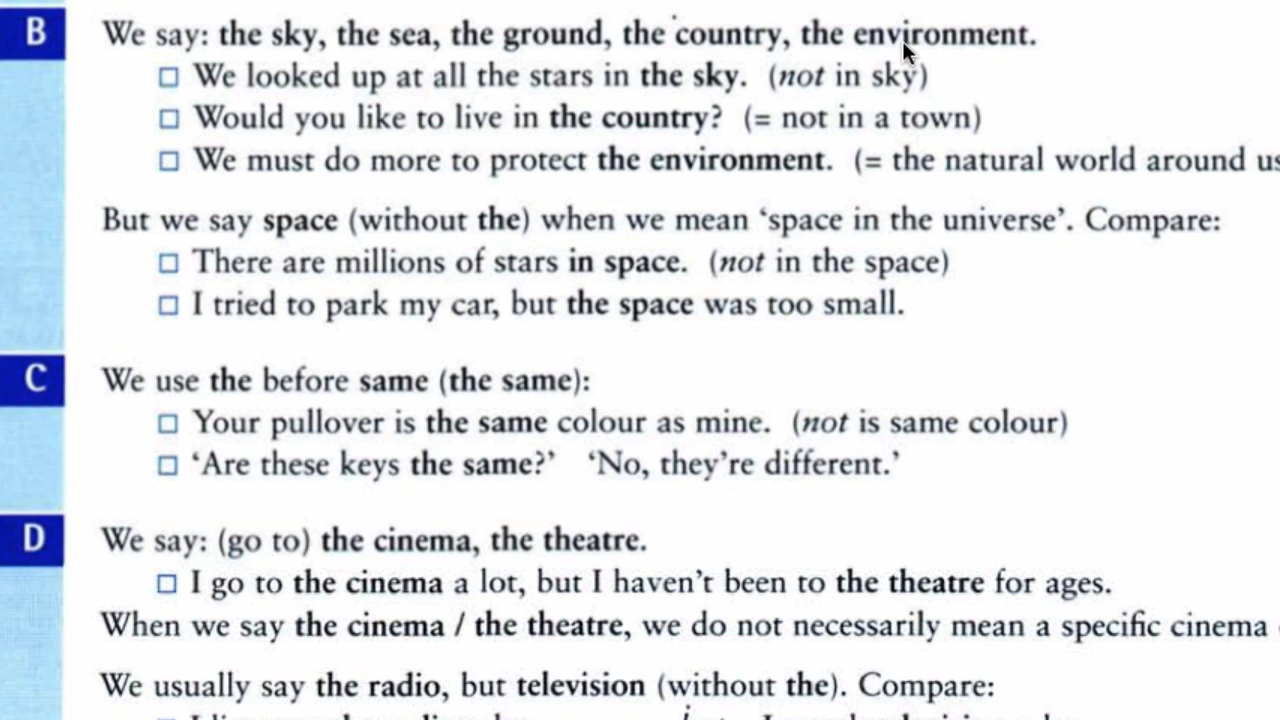 B
We say: the sky, the sea, the ground, the country, the environment.
We looked up at all the stars in the sky. (not in sky)
Would you like to live in the country? (= not in a town)
We must do more to protect the environment. (= the natural world around us
But we say space (without the) when we mean ‘space in the universe’. Compare:
There are millions of stars in space. (not in the space)
I tried to park my car, but the space was too small.
C
We use the before same (the same):
Your pullover is the same colour as mine. (not is same colour)
‘Are these keys the same?’ ‘No, they’re different.’
D
We say: (go to) the cinema, the theatre.
I go to the cinema a lot, but I haven’t been to the theatre for ages.
When we say the cinema / the theatre, we do not necessarily mean a specific cinema
We usually say the radio, but television (without the). Compare: